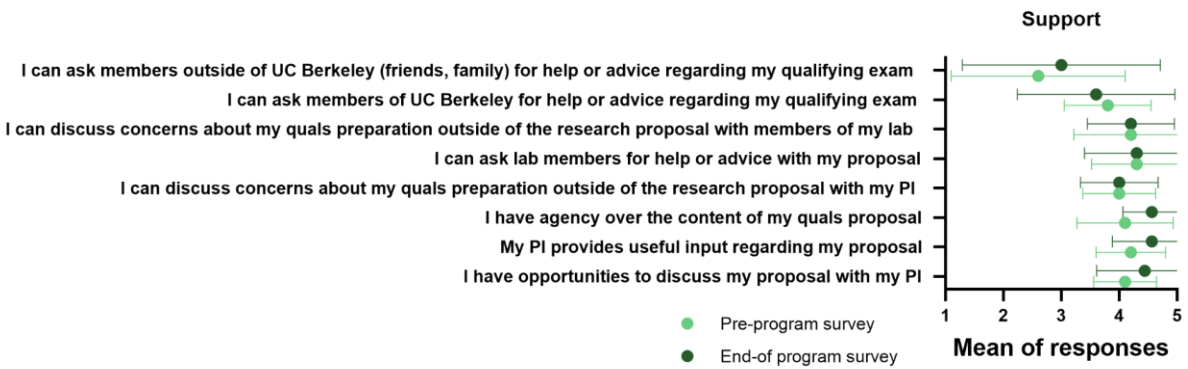 Support
I can ask members outside of UC Berkeley (friends, family) for help or advice regarding my qualifying exam
I can ask members of UC Berkeley for help or advice regarding my qualifying exam
I can discuss concerns about my quals preparation outside of the research proposal with members of my lab
I can ask lab members for help or advice with my proposal
I can discuss concerns about my quals preparation outside of the research proposal with my PI
I have agency over the content of my quals proposal
My PI provides useful input regarding my proposal
I have opportunities to discuss my proposal with my PI
1 2 3 4 5
Mean of responses
Pre-program survey
End-of program survey